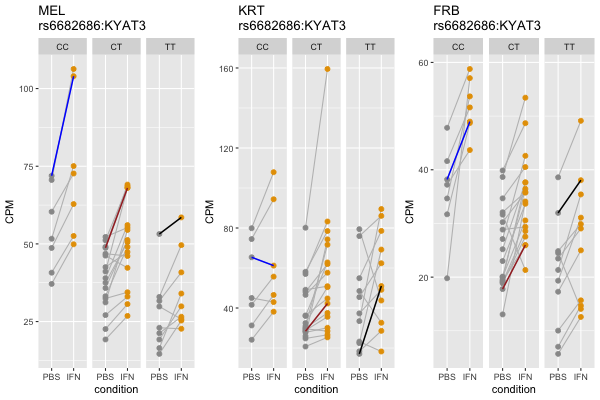 MEL
rs6682686:KYAT3
CC
CT
TT
CPM
100
75
50
25
PBS IFN
PBS IFN
PBS IFN
condition
KRT
rs6682686:KYAT3
CC
CT
TT
CPM
160
120
80
40
PBS IFN
PBS IFN
PBS IFN
condition
FRB
rs6682686:KYAT3
CC
CT
TT
CPM
60
40
20
PBS IFN
PBS IFN
PBS IFN
condition